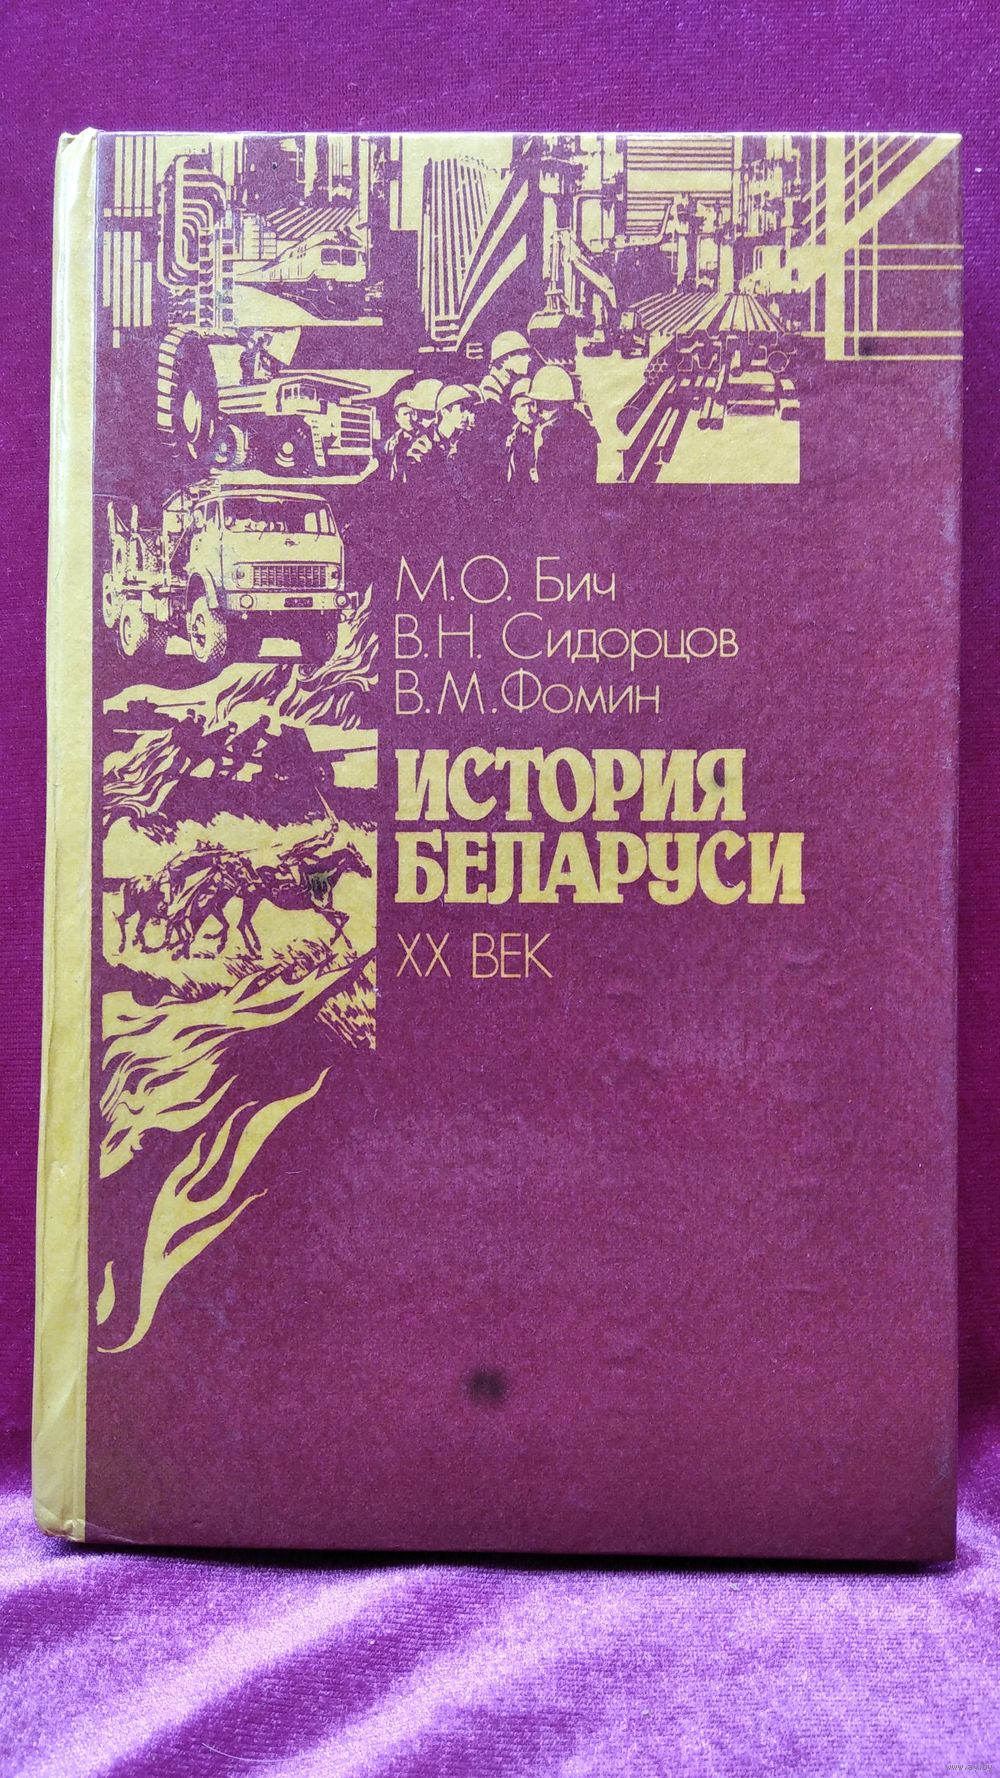 М.О. Бич
В.Н. Сидорцов
В.М. Фомин
ИСТОРИЯ
БЕЛАРУСИ
XX ВЕК